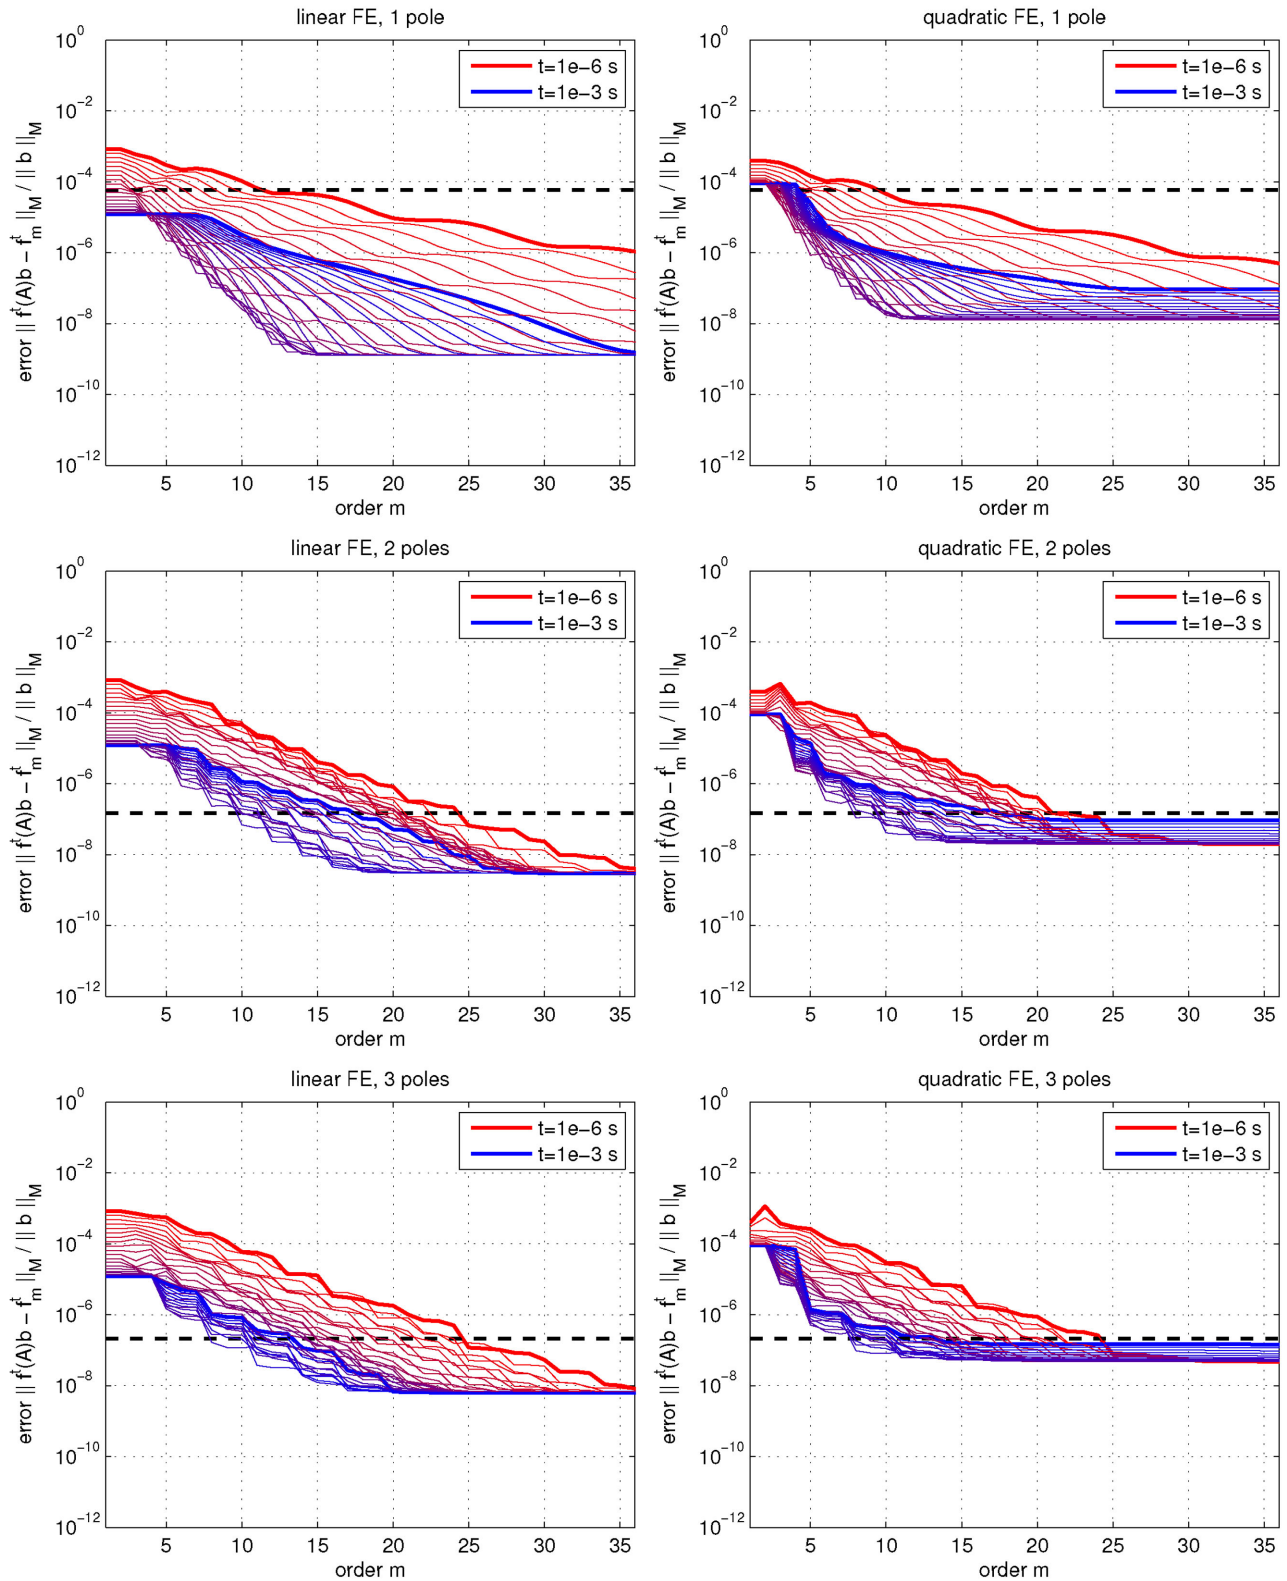 linear FE, 1 pole
10^0
10^−2
10^−4
10^−6
10^−8
10^−10
10^−12
error || f^t(A)b − f_m^t ||_M / || b ||_M
t=1e−6 s
t=1e−3 s
5 10 15 20 25 30 35
order m
quadratic FE, 1 pole
10^0
10^−2
10^−4
10^−6
10^−8
10^−10
10^−12
error || f^t(A)b − f_m^t ||_M / || b ||_M
t=1e−6 s
t=1e−3 s
5 10 15 20 25 30 35
order m
linear FE, 2 poles
10^0
10^−2
10^−4
10^−6
10^−8
10^−10
10^−12
error || f^t(A)b − f_m^t ||_M / || b ||_M
t=1e−6 s
t=1e−3 s
5 10 15 20 25 30 35
order m
quadratic FE, 2 poles
10^0
10^−2
10^−4
10^−6
10^−8
10^−10
10^−12
error || f^t(A)b − f_m^t ||_M / || b ||_M
t=1e−6 s
t=1e−3 s
5 10 15 20 25 30 35
order m
linear FE, 3 poles
10^0
10^−2
10^−4
10^−6
10^−8
10^−10
10^−12
error || f^t(A)b − f_m^t ||_M / || b ||_M
t=1e−6 s
t=1e−3 s
5 10 15 20 25 30 35
order m
quadratic FE, 3 poles
10^0
10^−2
10^−4
10^−6
10^−8
10^−10
10^−12
error || f^t(A)b − f_m^t ||_M / || b ||_M
t=1e−6 s
t=1e−3 s
5 10 15 20 25 30 35
order m